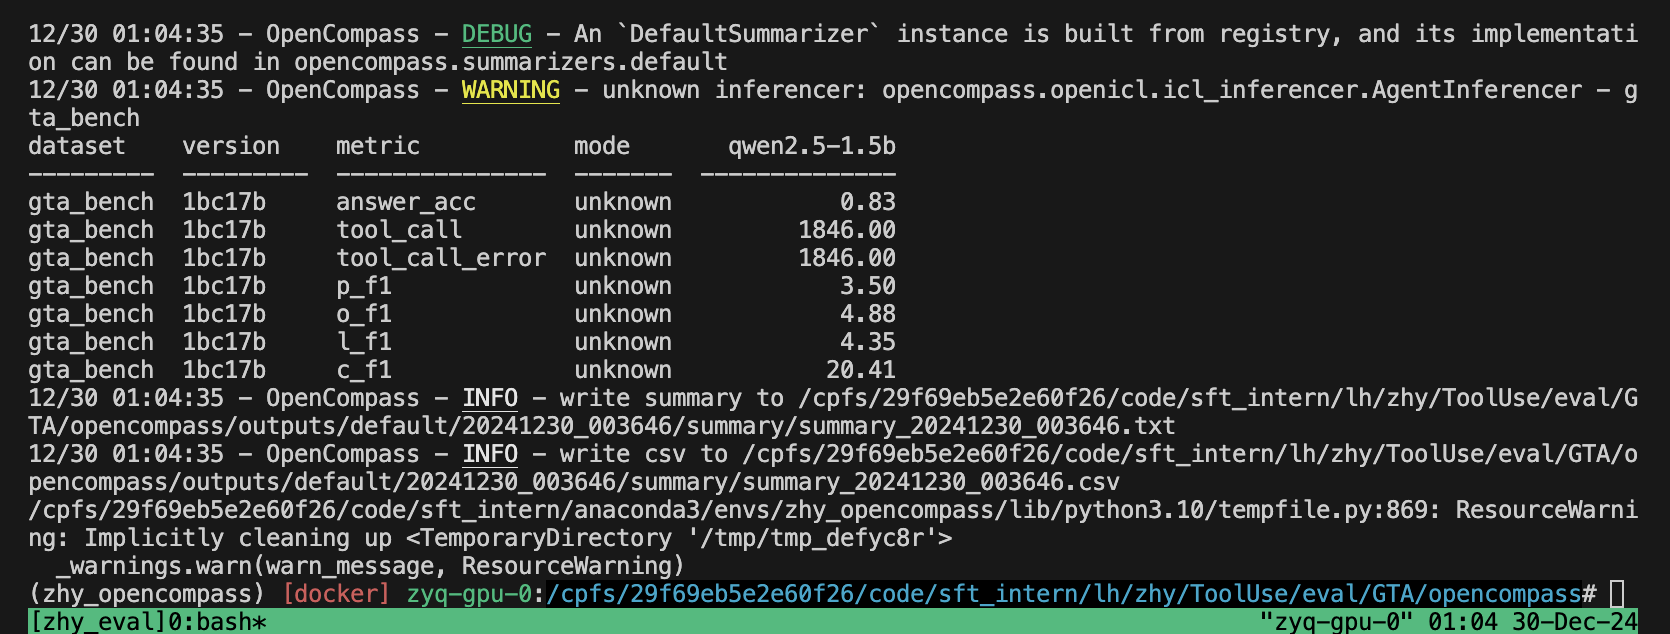 12/30 01:04:35 - OpenCompass - DEBUG - An `DefaultSummarizer` instance is built from registry, and its implementati
on can be found in opencompass.summarizers.default
12/30 01:04:35 - OpenCompass - WARNING - unknown inferencer: opencompass.openicl.icl_inferencer.AgentInferencer - g
ta_bench
dataset    version    metric           mode       qwen2.5-1.5b
---------  ---------  ---------------  -------  --------------
gta_bench  1bc17b     answer_acc       unknown            0.83
gta_bench  1bc17b     tool_call        unknown         1846.00
gta_bench  1bc17b     tool_call_error  unknown         1846.00
gta_bench  1bc17b     p_f1             unknown            3.50
gta_bench  1bc17b     o_f1             unknown            4.88
gta_bench  1bc17b     l_f1             unknown            4.35
gta_bench  1bc17b     c_f1             unknown           20.41
12/30 01:04:35 - OpenCompass - INFO - write summary to /cpfs/29f69eb5e2e60f26/code/sft_intern/lh/zhy/ToolUse/eval/G
TA/opencompass/outputs/default/20241230_003646/summary/summary_20241230_003646.txt
12/30 01:04:35 - OpenCompass - INFO - write csv to /cpfs/29f69eb5e2e60f26/code/sft_intern/lh/zhy/ToolUse/eval/GTA/o
pencompass/outputs/default/20241230_003646/summary/summary_20241230_003646.csv
/cpfs/29f69eb5e2e60f26/code/sft_intern/anaconda3/envs/zhy_opencompass/lib/python3.10/tempfile.py:869: ResourceWarni
ng: Implicitly cleaning up <TemporaryDirectory '/tmp/tmp_defyc8r'>
  _warnings.warn(warn_message, ResourceWarning)
(zhy_opencompass) [docker] zyq-gpu-0:/cpfs/29f69eb5e2e60f26/code/sft_intern/lh/zhy/ToolUse/eval/GTA/opencompass#
[zhy_eval]0:bash* "zyq-gpu-0" 01:04 30-Dec-24